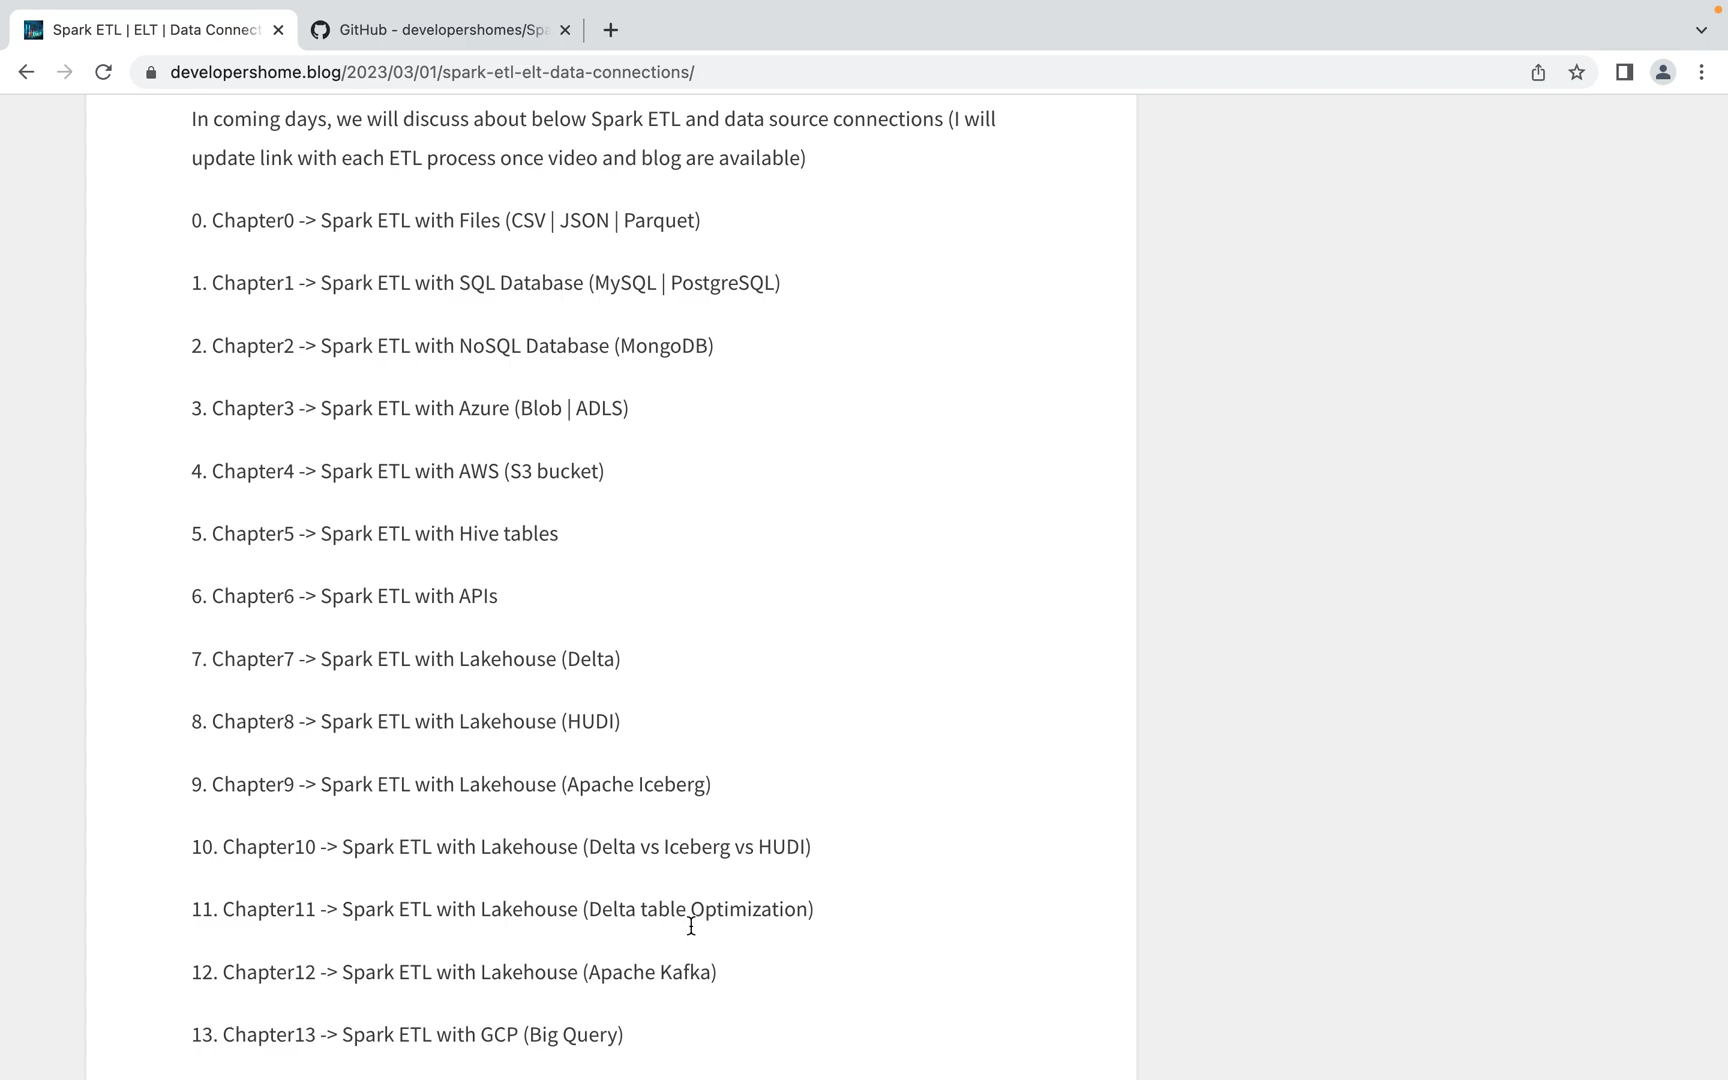 Spark ETL | ELT | Data Connect
GitHub - developershomes/Spa
developershome.blog/2023/03/01/spark-etl-elt-data-connections/
In coming days, we will discuss about below Spark ETL and data source connections (I will
update link with each ETL process once video and blog are available)
0. Chapter0 -> Spark ETL with Files (CSV | JSON | Parquet)
1. Chapter1 -> Spark ETL with SQL Database (MySQL | PostgreSQL)
2. Chapter2 -> Spark ETL with NoSQL Database (MongoDB)
3. Chapter3 -> Spark ETL with Azure (Blob | ADLS)
4. Chapter4 -> Spark ETL with AWS (S3 bucket)
5. Chapter5 -> Spark ETL with Hive tables
6. Chapter6 -> Spark ETL with APIs
7. Chapter7 -> Spark ETL with Lakehouse (Delta)
8. Chapter8 -> Spark ETL with Lakehouse (HUDI)
9. Chapter9 -> Spark ETL with Lakehouse (Apache Iceberg)
10. Chapter10 -> Spark ETL with Lakehouse (Delta vs Iceberg vs HUDI)
11. Chapter11 -> Spark ETL with Lakehouse (Delta table Optimization)
12. Chapter12 -> Spark ETL with Lakehouse (Apache Kafka)
13. Chapter13 -> Spark ETL with GCP (Big Query)